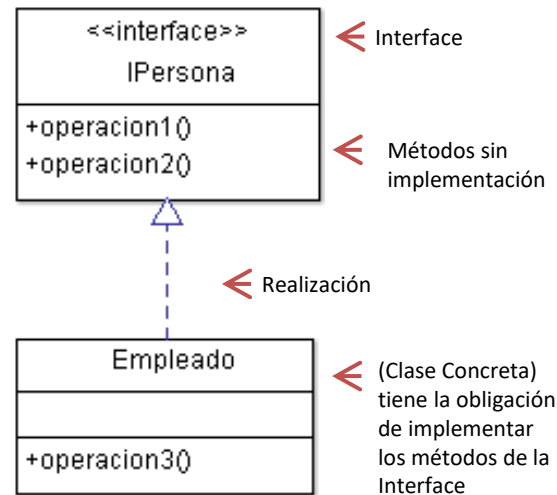 <<interface>>
IPersona
Interface
+operacion1()
+operacion2()
Métodos sin
implementación
Realización
Empleado
(Clase Concreta)
tiene la obligación
de implementar
los métodos de la
Interface
+operacion3()